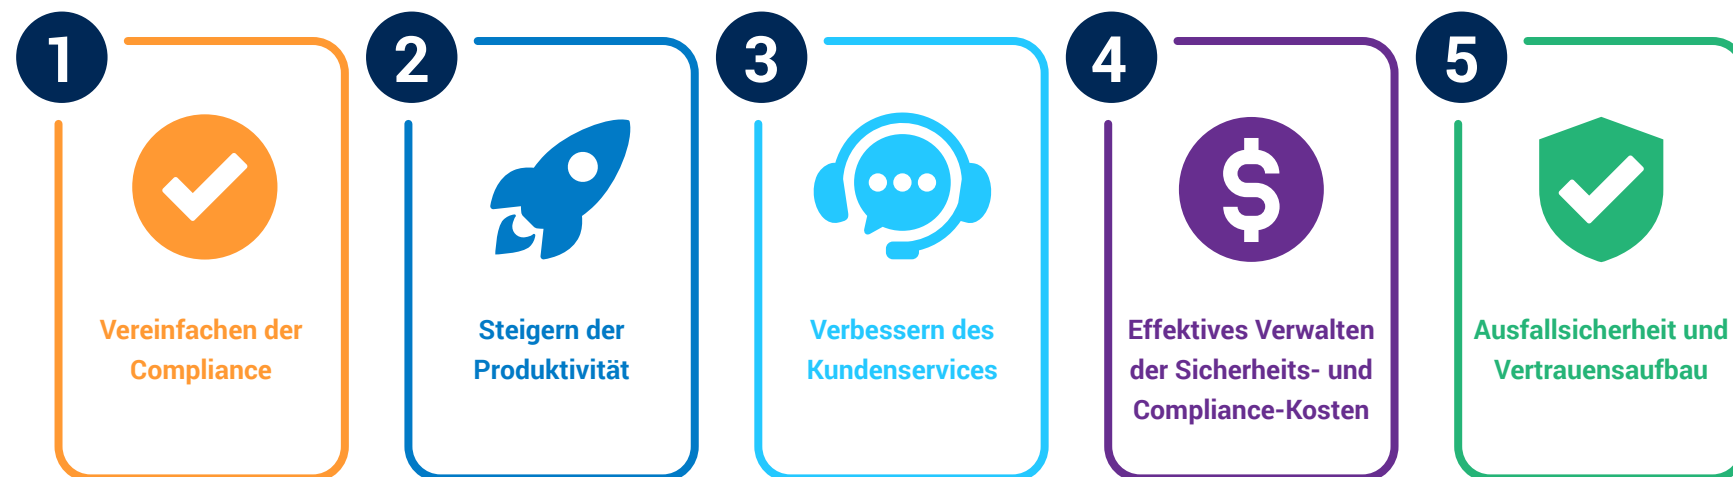 1
Vereinfachen der
Compliance
2
Steigern der
Produktivität
3
Verbessern des
Kundenservices
4
$
Effektives Verwalten
der Sicherheits- und
Compliance-Kosten
5
Ausfallsicherheit und
Vertrauensaufbau